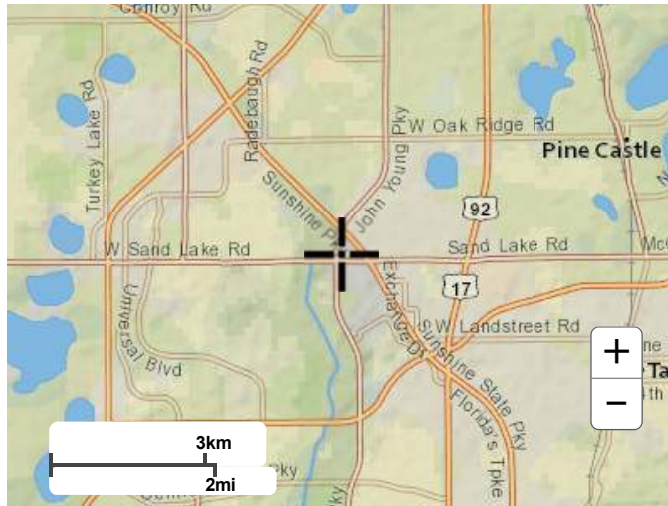 Conroy Rd
Radebaugh Rd
Turkey Lake Rd
John Young Pky
W Oak Ridge Rd
Pine Castle
Sunshine
92
W Sand Lake Rd
Sand Lake Rd
17
Exchange Dr
Universal Blvd
W Landstreet Rd
Sunshine State Pky
Florida's Tpke
+
−
3km
2mi